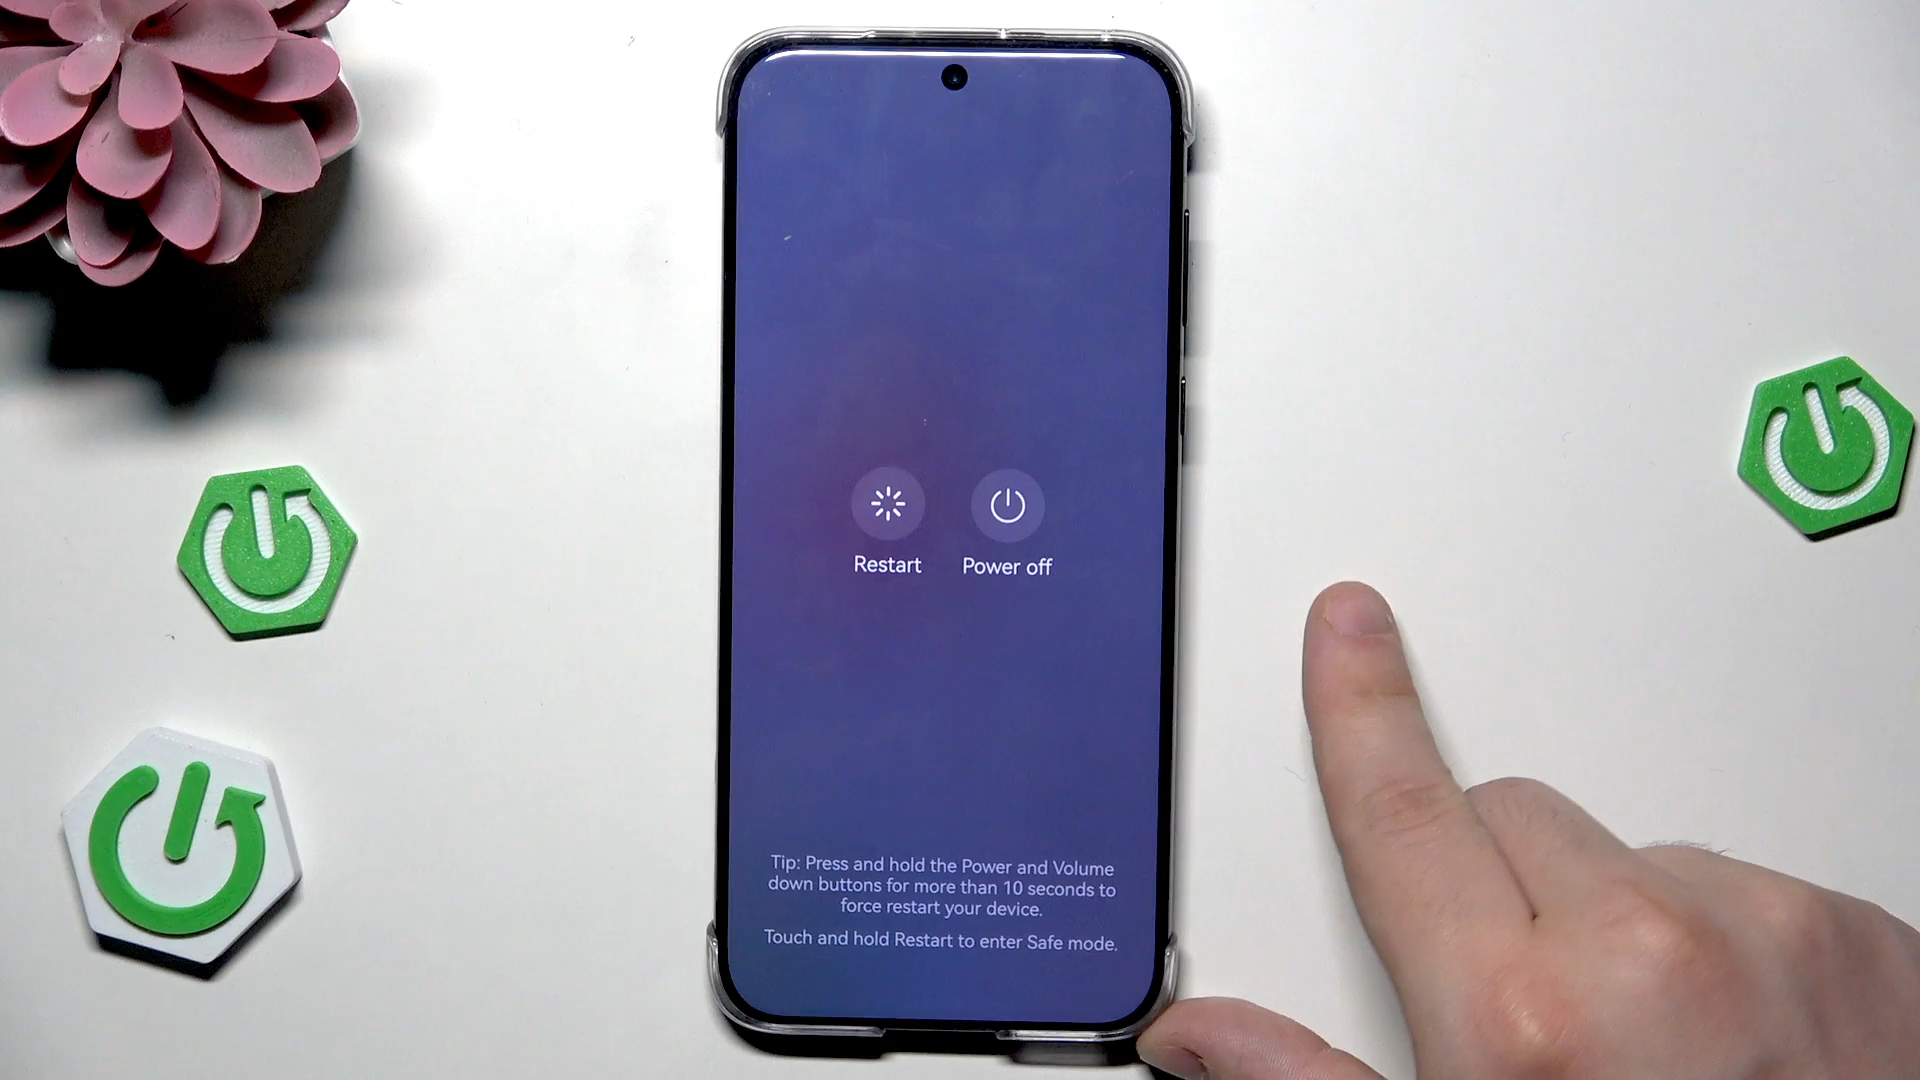 Restart
Power off
Tip: Press and hold the Power and Volume
down buttons for more than 10 seconds to
force restart your device.
Touch and hold Restart to enter Safe mode.